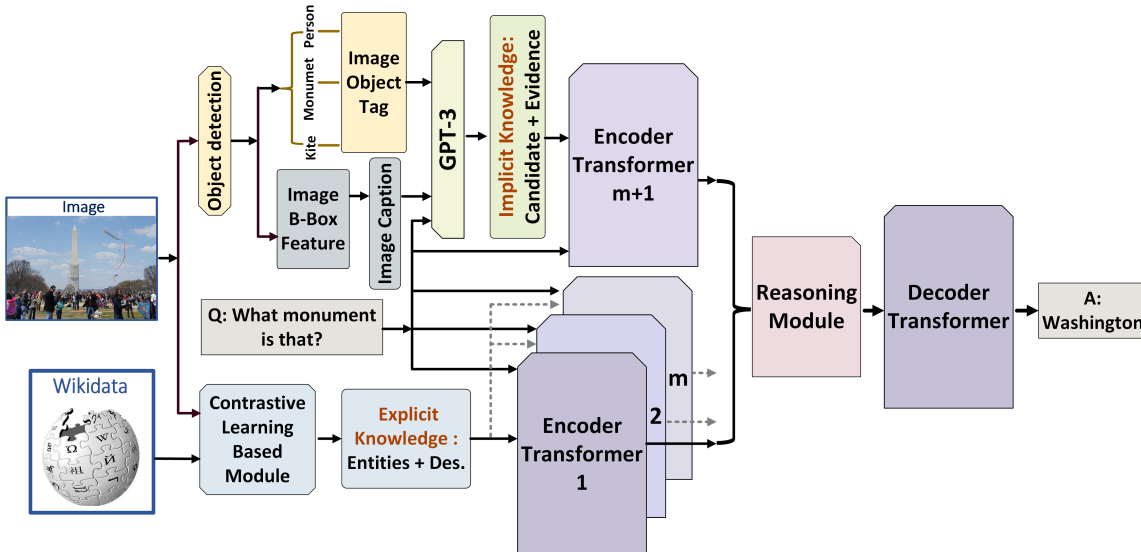 Person
Monumet
Kite
Image
Object
Tag
Object detection
Image
B-Box
Feature
Image Caption
GPT-3
Implicit Knowledge:
Candidate + Evidence
Encoder
Transformer
m+1
Image
Q: What monument
is that?
Wikidata
Contrastive
Learning
Based
Module
Explicit
Knowledge :
Entities + Des.
Encoder
Transformer
1
2
m
Reasoning
Module
Decoder
Transformer
A:
Washington